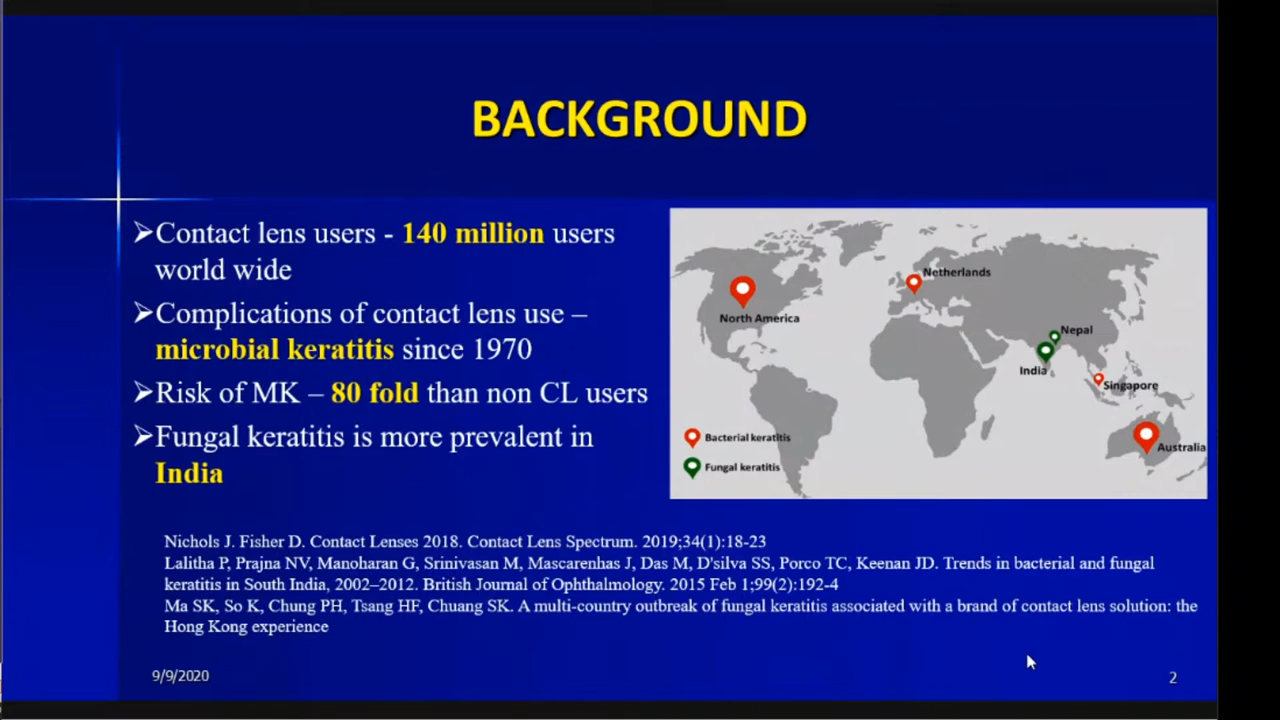 BACKGROUND
➢Contact lens users - 140 million users
world wide
➢Complications of contact lens use –
microbial keratitis since 1970
➢Risk of MK – 80 fold than non CL users
➢Fungal keratitis is more prevalent in
India
North America
Netherlands
Nepal
India
Singapore
Australia
Bacterial keratitis
Fungal keratitis
Nichols J. Fisher D. Contact Lenses 2018. Contact Lens Spectrum. 2019;34(1):18-23
Lalitha P, Prajna NV, Manoharan G, Srinivasan M, Mascarenhas J, Das M, D'silva SS, Porco TC, Keenan JD. Trends in bacterial and fungal
keratitis in South India, 2002–2012. British Journal of Ophthalmology. 2015 Feb 1;99(2):192-4
Ma SK, So K, Chung PH, Tsang HF, Chuang SK. A multi-country outbreak of fungal keratitis associated with a brand of contact lens solution: the
Hong Kong experience
9/9/2020
2